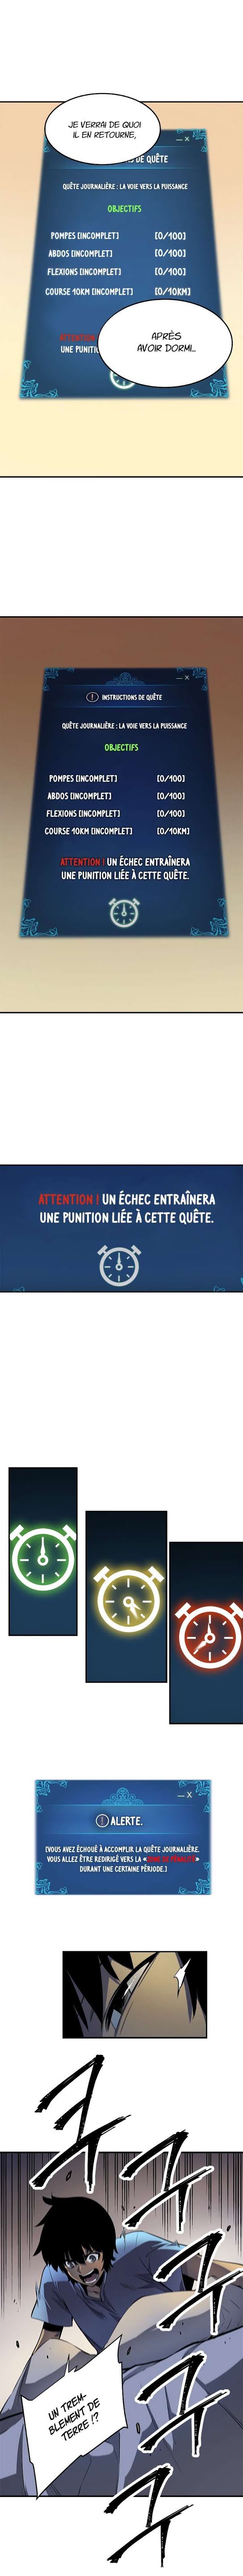 JE VERRAI DE QUOI
IL EN RETOURNE,
DE QUÊTE
QUÊTE JOURNALIÈRE : LA VOIE VERS LA PUISSANCE
OBJECTIFS
POMPES [INCOMPLET] [0/100]
ABDOS [INCOMPLET] [0/100]
FLEXIONS [INCOMPLET] [0/100]
COURSE 10KM [INCOMPLET] [0/10KM]
ATTENTION
UNE PUNITI
APRÈS
AVOIR DORMI...
INSTRUCTIONS DE QUÊTE
QUÊTE JOURNALIÈRE : LA VOIE VERS LA PUISSANCE
OBJECTIFS
POMPES [INCOMPLET] [0/100]
ABDOS [INCOMPLET] [0/100]
FLEXIONS [INCOMPLET] [0/100]
COURSE 10KM [INCOMPLET] [0/10KM]
ATTENTION ! UN ÉCHEC ENTRAÎNERA
UNE PUNITION LIÉE À CETTE QUÊTE.
ATTENTION ! UN ÉCHEC ENTRAÎNERA
UNE PUNITION LIÉE À CETTE QUÊTE.
ALERTE.
[VOUS AVEZ ÉCHOUÉ À ACCOMPLIR LA QUÊTE JOURNALIÈRE.
VOUS ALLEZ ÊTRE REDIRIGÉ VERS LA « »
DURANT UNE CERTAINE PÉRIODE.]
UN TREM-
BLEMENT DE
TERRE !?